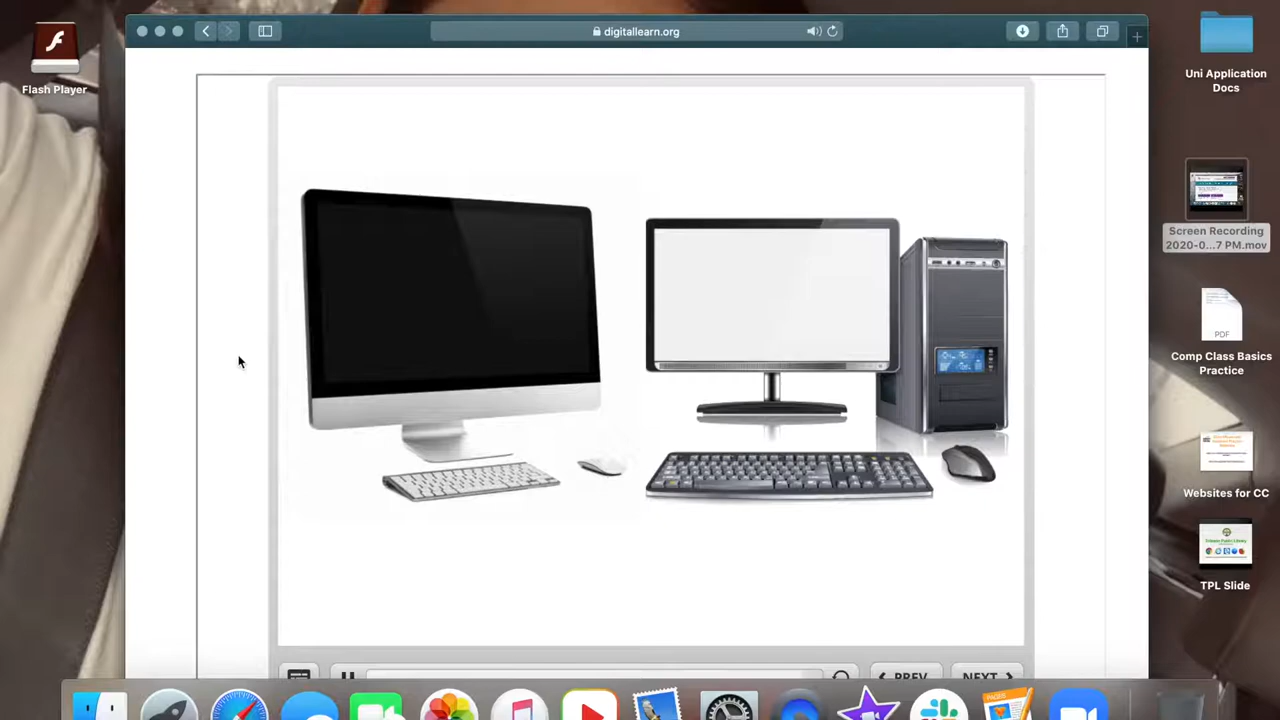 digitallearn.org
Flash Player
Uni Application
Docs
Screen Recording
2020-0...7 PM.mov
PDF
Comp Class Basics
Practice
Websites for CC
TPL Slide
PREV
NEXT
PAGES